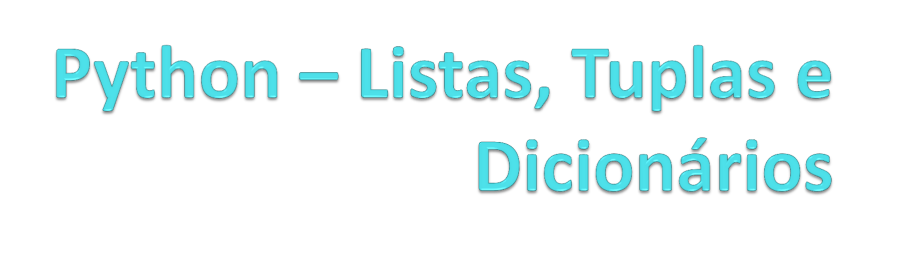 Python – Listas, Tuplas e
Dicionários